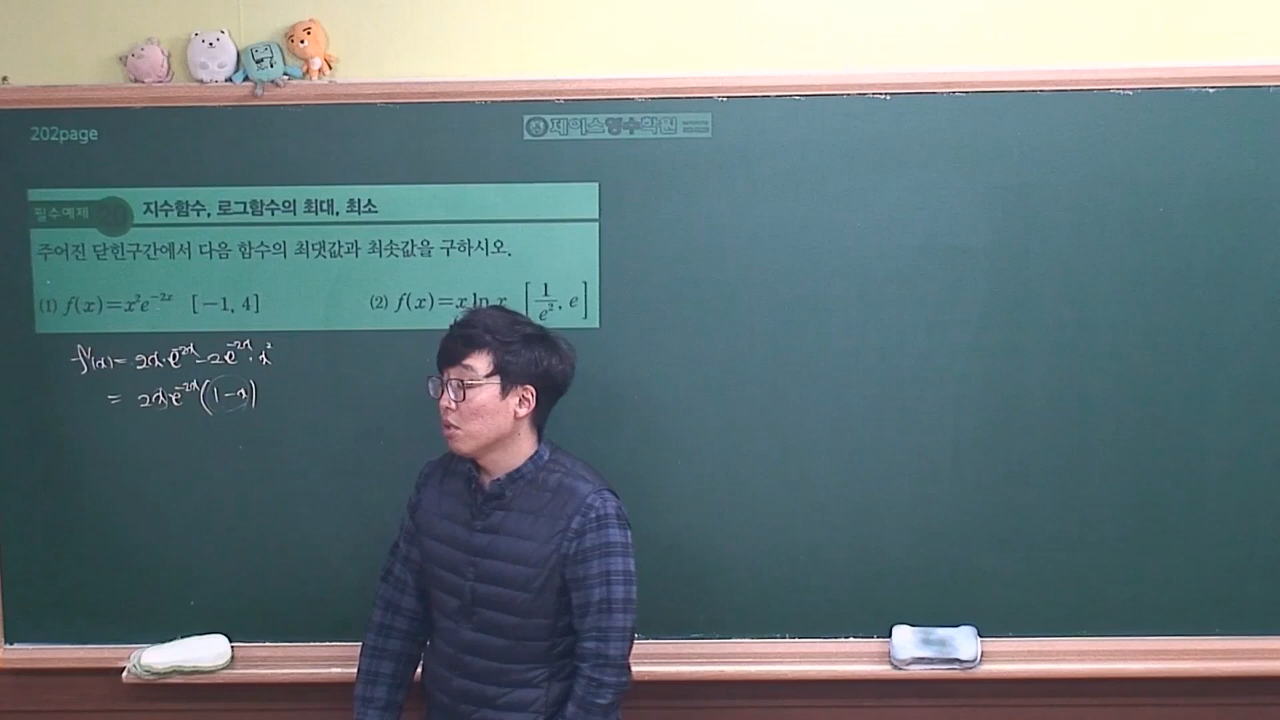 202page
제이스영수학원
필수예제 20 지수함수, 로그함수의 최대, 최소
주어진 닫힌구간에서 다음 함수의 최댓값과 최솟값을 구하시오.
(1) f(x)=x²e⁻²ˣ [−1, 4] (2) f(x)=x ln x [1/e², e]
f'(x)= 2x·e⁻²ˣ−2e⁻²ˣ·x²
= 2xe⁻²ˣ(1−x)